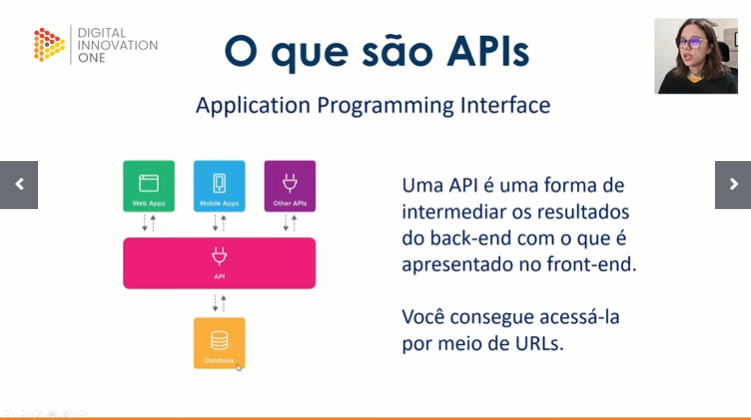 DIGITAL
INNOVATION
ONE
O que são APIs
Application Programming Interface
Web Apps
Mobile Apps
Other APIs
API
Database
Uma API é uma forma de
intermediar os resultados
do back-end com o que é
apresentado no front-end.
Você consegue acessá-la
por meio de URLs.